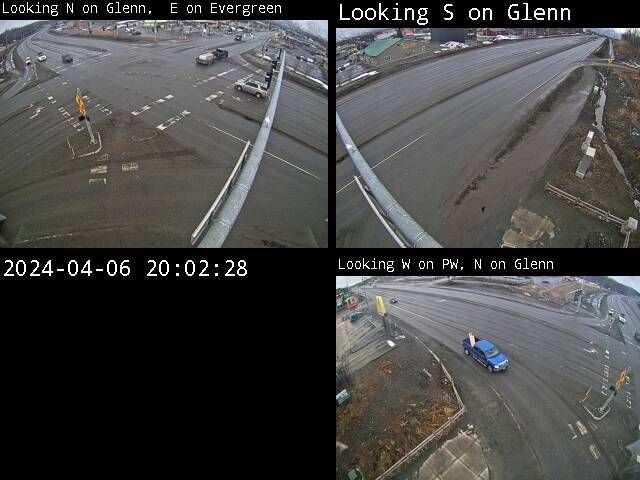 Looking N on Glenn, E on Evergreen
Looking S on Glenn
2024-04-06 20:02:28
Looking W on PW, N on Glenn